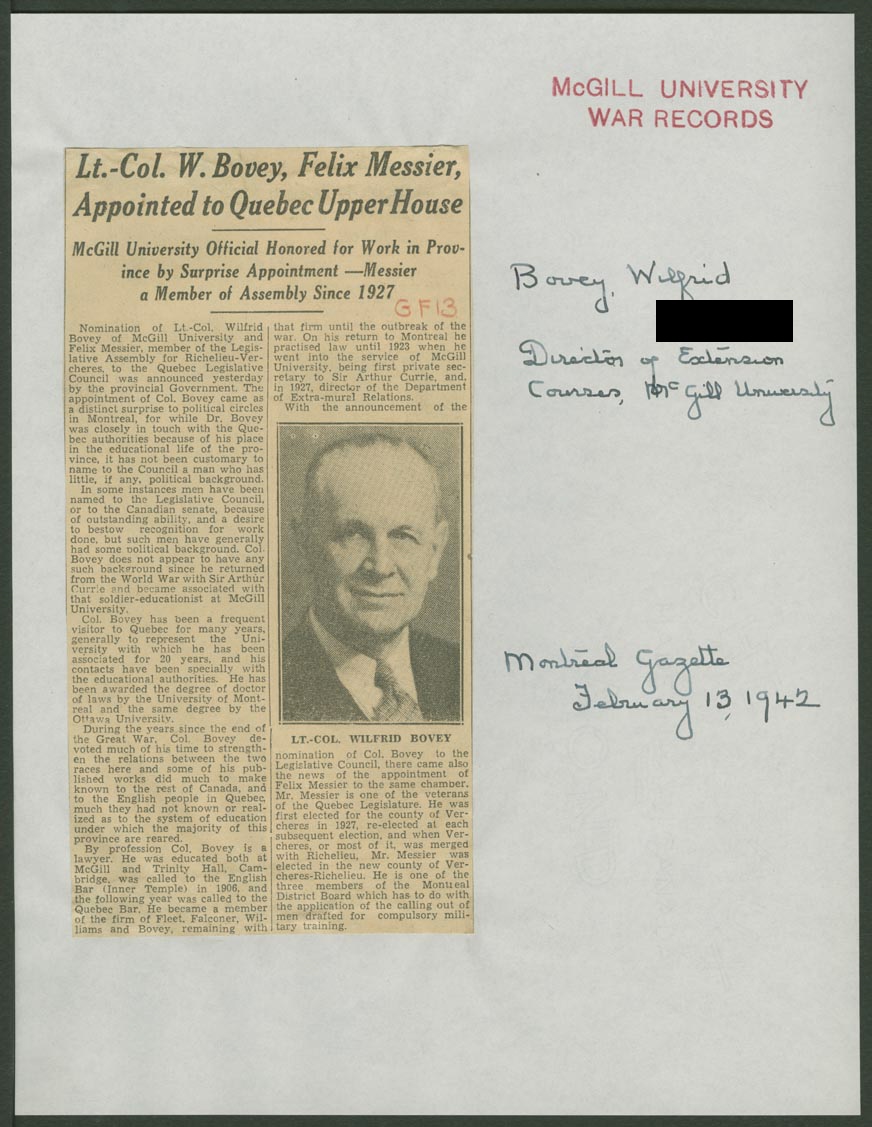 McGILL UNIVERSITY
WAR RECORDS
Lt.-Col. W. Bovey, Felix Messier,
Appointed to Quebec Upper House
McGill University Official Honored for Work in Prov-
ince by Surprise Appointment —Messier
a Member of Assembly Since 1927
GF13
Nomination of Lt.-Col. Wilfrid
Bovey of McGill University and
Felix Messier, member of the Legis-
lative Assembly for Richelieu-Ver-
cheres, to the Quebec Legislative
Council was announced yesterday
by the provincial Government. The
appointment of Col. Bovey came as
a distinct surprise to political circles
in Montreal, for while Dr. Bovey
was closely in touch with the Que-
bec authorities because of his place
in the educational life of the pro-
vince, it has not been customary to
name to the Council a man who has
little, if any, political background.
In some instances men have been
named to the Legislative Council,
or to the Canadian senate, because
of outstanding ability, and a desire
to bestow recognition for work
done, but such men have generally
had some political background. Col.
Bovey does not appear to have any
such background since he returned
from the World War with Sir Arthur
Currie and became associated with
that soldier-educationist at McGill
University.
Col. Bovey has been a frequent
visitor to Quebec for many years,
generally to represent the Uni-
versity with which he has been
associated for 20 years, and his
contacts have been specially with
the educational authorities. He has
been awarded the degree of doctor
of laws by the University of Mont-
real and the same degree by the
Ottawa University.
During the years since the end of
the Great War, Col. Bovey de-
voted much of his time to strength-
en the relations between the two
races here and some of his pub-
lished works did much to make
known to the rest of Canada, and
to the English people in Quebec,
much they had not known or real-
ized as to the system of education
under which the majority of this
province are reared.
By profession Col. Bovey is a
lawyer. He was educated both at
McGill and Trinity Hall, Cam-
bridge, was called to the English
Bar (Inner Temple) in 1906, and
the following year was called to the
Quebec Bar. He became a member
of the firm of Fleet, Falconer, Wil-
liams and Bovey, remaining with
that firm until the outbreak of the
war. On his return to Montreal he
practised law until 1923 when he
went into the service of McGill
University, being first private sec-
retary to Sir Arthur Currie, and,
in 1927, director of the Department
of Extra-mural Relations.
With the announcement of the
LT.-COL. WILFRID BOVEY
nomination of Col. Bovey to the
Legislative Council, there came also
the news of the appointment of
Felix Messier to the same chamber.
Mr. Messier is one of the veterans
of the Quebec Legislature. He was
first elected for the county of Ver-
cheres in 1927, re-elected at each
subsequent election, and when Ver-
cheres, or most of it, was merged
with Richelieu, Mr. Messier was
elected in the new county of Ver-
cheres-Richelieu. He is one of the
three members of the Montreal
District Board which has to do with
the application of the calling out of
men drafted for compulsory mili-
tary training.
Bovey, Wilfrid
Director of Extension
Courses, McGill University
Montreal Gazette
February 13, 1942